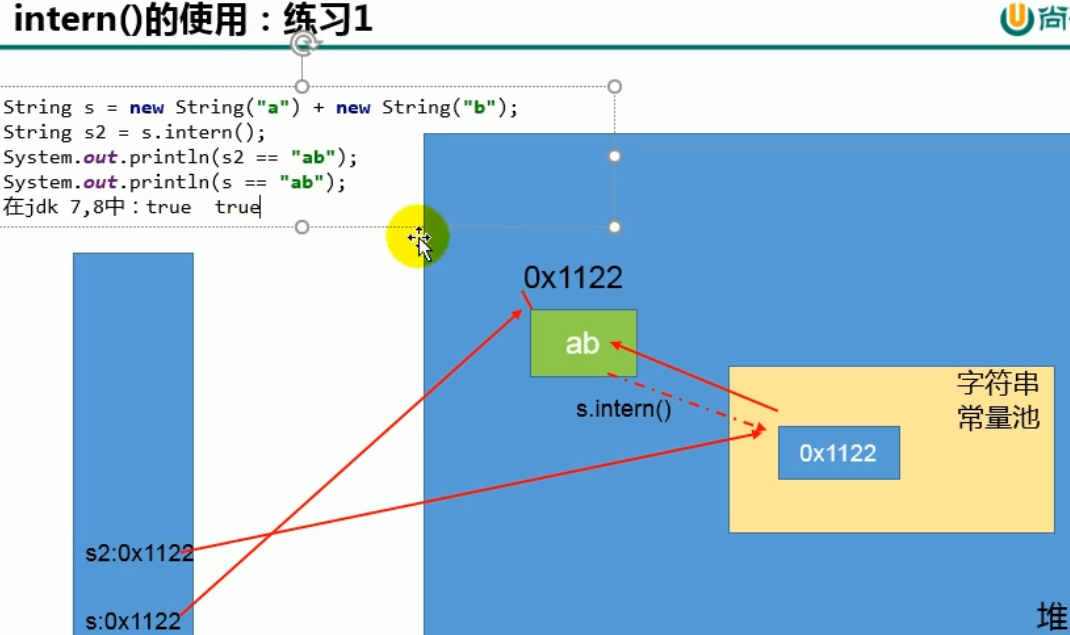 intern()的使用：练习1
尚
String s = new String("a") + new String("b");
String s2 = s.intern();
System.out.println(s2 == "ab");
System.out.println(s == "ab");
在jdk 7,8中：true  true
0x1122
ab
s.intern()
字符串
常量池
0x1122
s2:0x1122
s:0x1122
堆